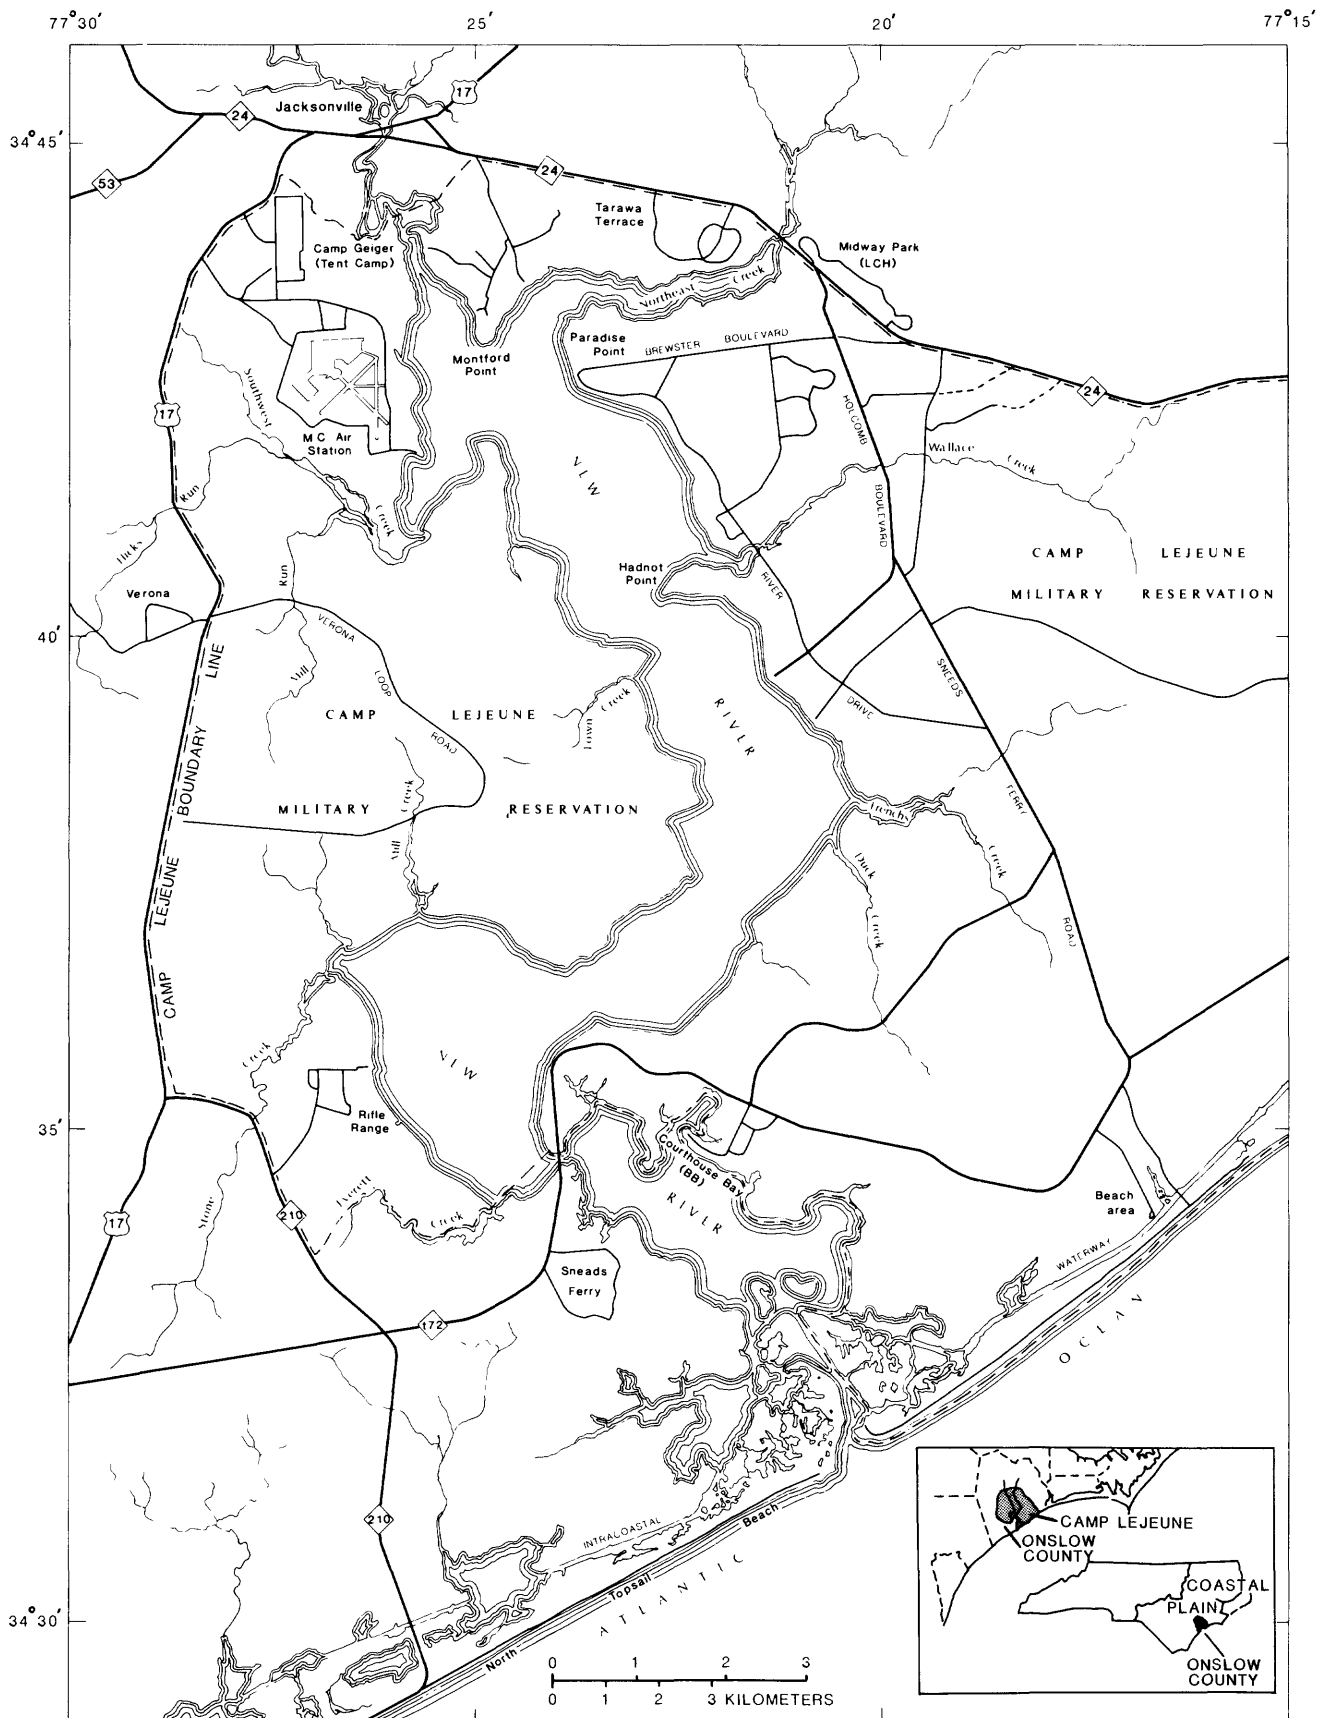 77°30' 25' 20' 77°15'
Jacksonville
17
24
34°45'
53
24
Tarawa
Terrace
Camp Geiger
(Tent Camp)
Midway Park
(LCH)
Northeast Creek
Paradise
Point
BREWSTER BOULEVARD
Montford
Point
Southwest
Creek
17
24
MC Air
Station
HOLCOMB
BOULEVARD
Wallace Creek
Hicks Run
Hadnot
Point
RIVER
DRIVE
CAMP LEJEUNE
MILITARY RESERVATION
Verona
40'
VERONA
LOOP
ROAD
Mill Run
NEW
RIVER
Town Creek
SNEEDS
FERRY
ROAD
CAMP LEJEUNE
MILITARY RESERVATION
CAMP LEJEUNE BOUNDARY LINE
Mill Creek
Frenchs
Creek
Duck
Creek
NEW
RIVER
Stone
Creek
Rifle
Range
35'
Courthouse Bay
(BB)
Everett
Creek
Beach
area
17
210
WATERWAY
Sneads
Ferry
172
OCEAN
210
INTRACOASTAL
North Topsail Beach
ATLANTIC
34°30'
0 1 2 3
0 1 2 3 KILOMETERS
CAMP LEJEUNE
ONSLOW
COUNTY
COASTAL
PLAIN
ONSLOW
COUNTY